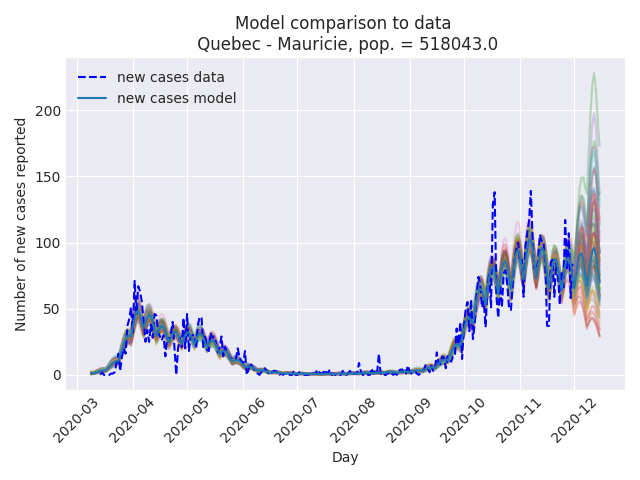 Model comparison to data
Quebec - Mauricie, pop. = 518043.0
new cases data
new cases model
Number of new cases reported
200
150
100
50
0
2020-03
2020-04
2020-05
2020-06
2020-07
2020-08
2020-09
2020-10
2020-11
2020-12
Day